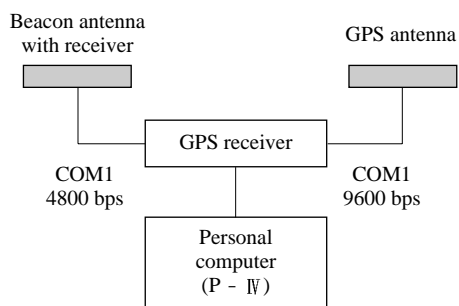 Beacon antenna
with receiver
GPS antenna
GPS receiver
COM1
4800 bps
COM1
9600 bps
Personal
computer
(P - Ⅳ)